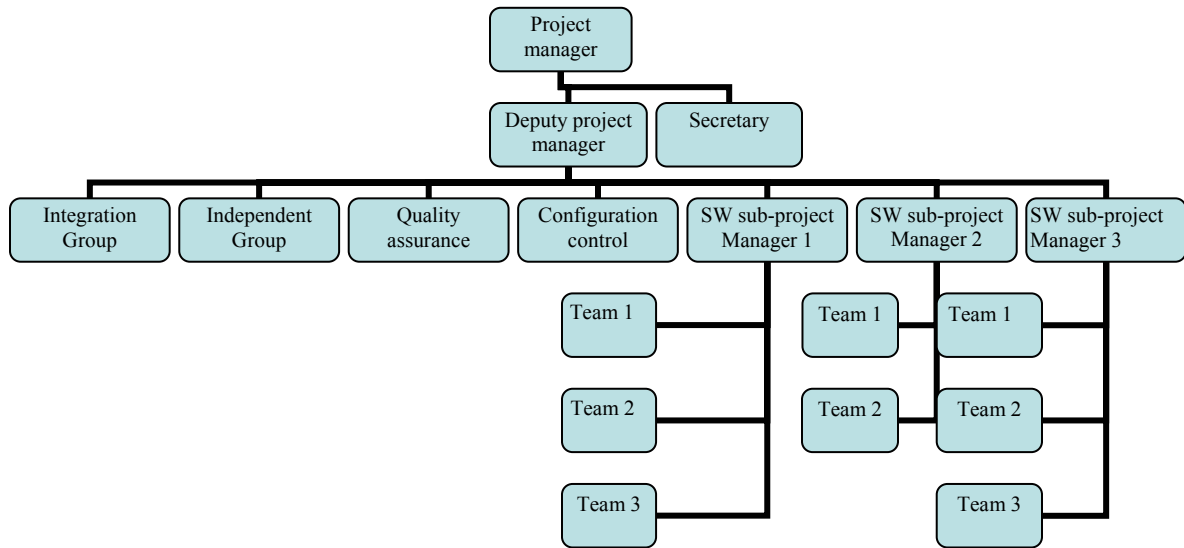 Project
manager
Deputy project
manager
Secretary
Integration
Group
Independent
Group
Quality
assurance
Configuration
control
SW sub-project
Manager 1
SW sub-project
Manager 2
SW sub-project
Manager 3
Team 1
Team 1
Team 1
Team 2
Team 2
Team 2
Team 3
Team 3